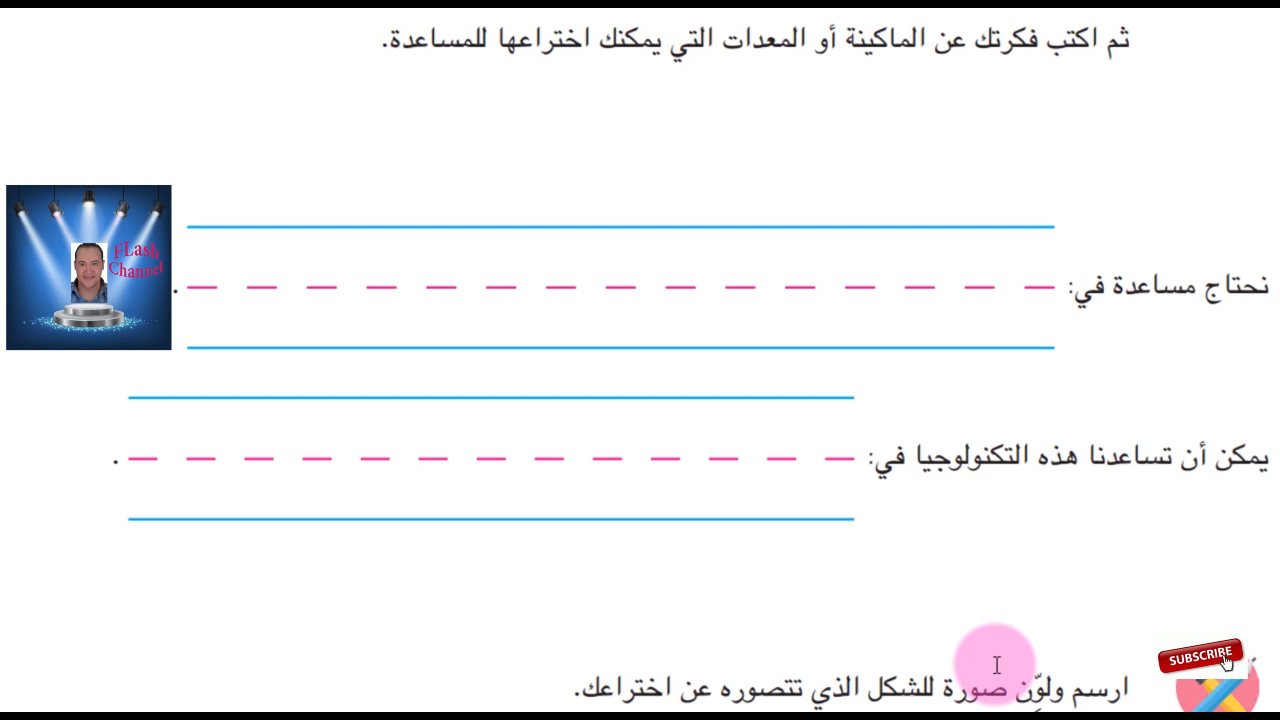 ثم اكتب فكرتك عن الماكينة أو المعدات التي يمكنك اختراعها للمساعدة.
FLash
Channel
نحتاج مساعدة في: .
يمكن أن تساعدنا هذه التكنولوجيا في: .
SUBSCRIBE
ارسم ولوّن صورة للشكل الذي تتصوره عن اختراعك.